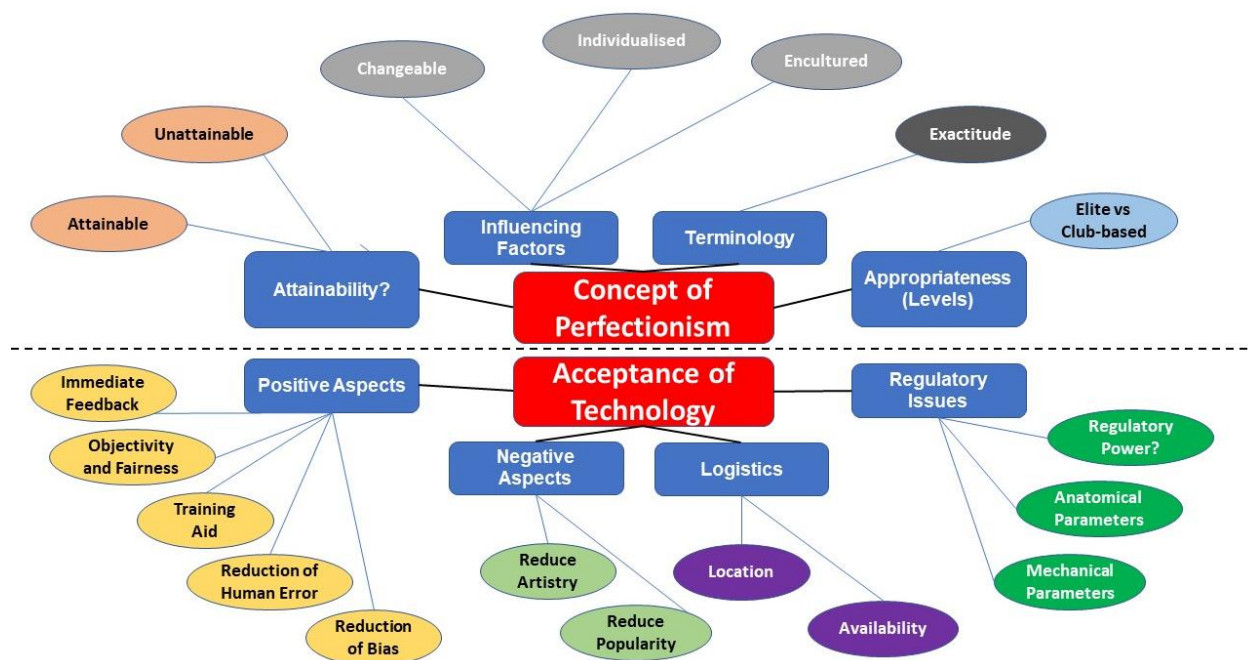 Individualised
Changeable
Encultured
Unattainable
Exactitude
Attainable
Elite vs
Club-based
Influencing
Factors
Terminology
Attainability?
Appropriateness
(Levels)
Concept of
Perfectionism
Acceptance of
Technology
Positive Aspects
Regulatory
Issues
Immediate
Feedback
Objectivity
and Fairness
Training
Aid
Reduction of
Human Error
Reduction
of Bias
Negative
Aspects
Logistics
Reduce
Artistry
Reduce
Popularity
Location
Availability
Regulatory
Power?
Anatomical
Parameters
Mechanical
Parameters